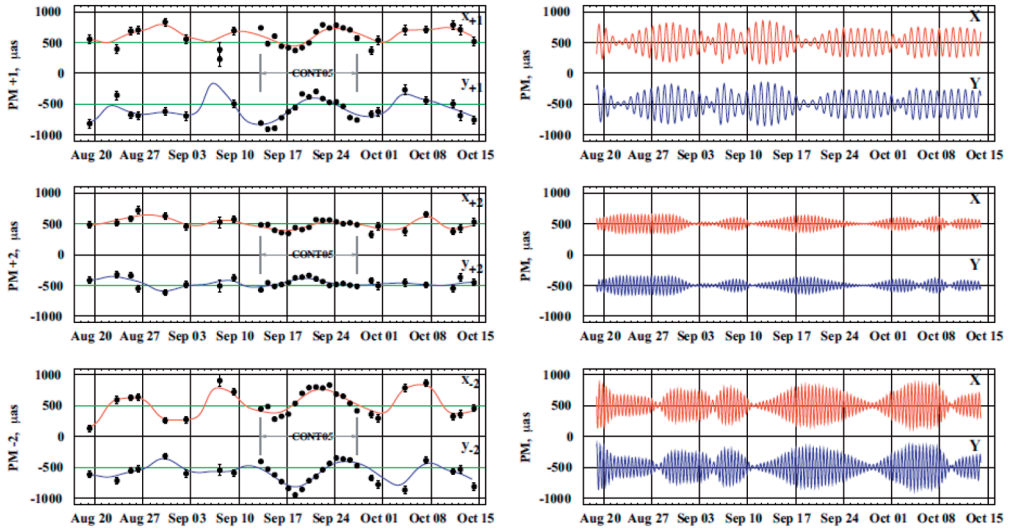 1000
X+1
500
0
CONT05
y+1
-500
-1000
PM +1, μas
Aug 20 Aug 27 Sep 03 Sep 10 Sep 17 Sep 24 Oct 01 Oct 08 Oct 15
1000
X
500
0
Y
-500
-1000
PM, μas
Aug 20 Aug 27 Sep 03 Sep 10 Sep 17 Sep 24 Oct 01 Oct 08 Oct 15
1000
X+2
500
0
CONT05
y+2
-500
-1000
PM +2, μas
Aug 20 Aug 27 Sep 03 Sep 10 Sep 17 Sep 24 Oct 01 Oct 08 Oct 15
1000
X
500
0
Y
-500
-1000
PM, μas
Aug 20 Aug 27 Sep 03 Sep 10 Sep 17 Sep 24 Oct 01 Oct 08 Oct 15
1000
X-2
500
0
CONT05
y-2
-500
-1000
PM -2, μas
Aug 20 Aug 27 Sep 03 Sep 10 Sep 17 Sep 24 Oct 01 Oct 08 Oct 15
1000
X
500
0
Y
-500
-1000
PM, μas
Aug 20 Aug 27 Sep 03 Sep 10 Sep 17 Sep 24 Oct 01 Oct 08 Oct 15